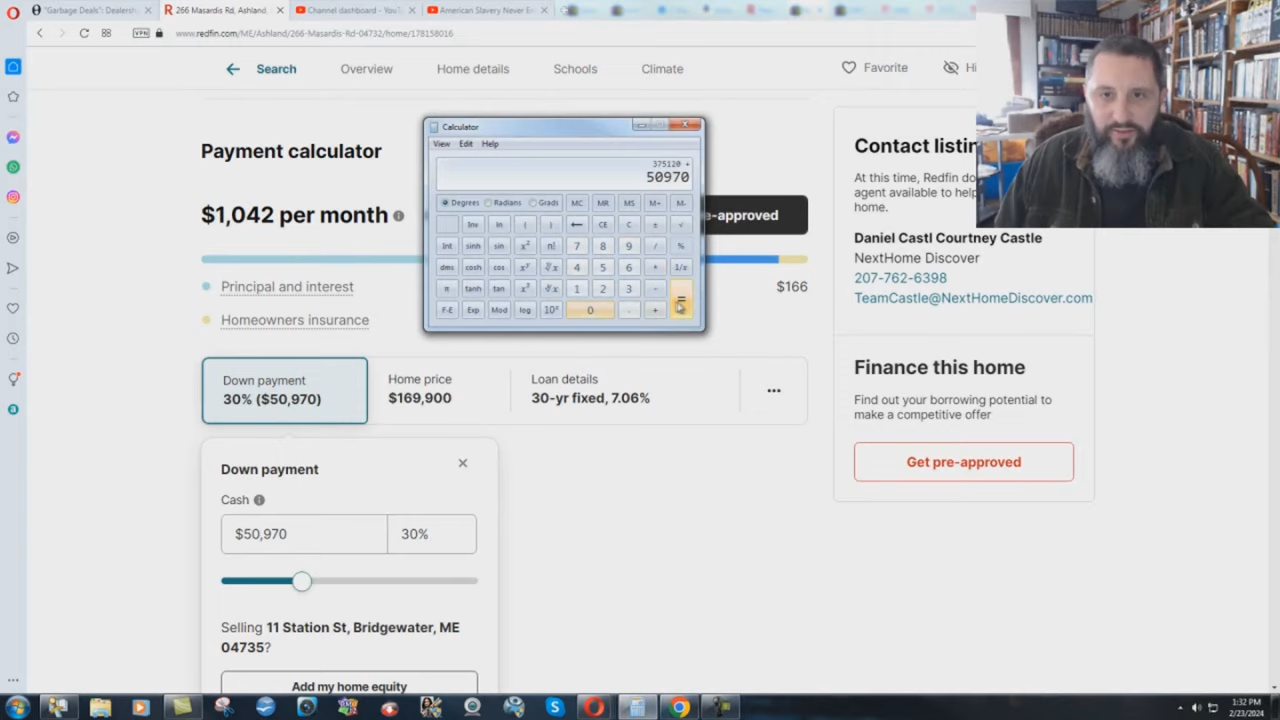 "Garbage Deals": Dealersh
266 Masardis Rd, Ashland,
Channel dashboard - YouT
American Slavery Never E
VPN
www.redfin.com/ME/Ashland/266-Masardis-Rd-04732/home/178158016
Search
Overview
Home details
Schools
Climate
Favorite
Hi
Payment calculator
$1,042 per month
e-approved
$166
Principal and interest
Homeowners insurance
Calculator
View Edit Help
375120 +
50970
Degrees Radians Grads MC MR MS M+ M-
Inv ln ( ) ← CE C ± √
Int sinh sin x² n! 7 8 9 / %
dms cosh cos xʸ ʸ√x 4 5 6 * 1/x
π tanh tan x³ ³√x 1 2 3 - =
F-E Exp Mod log 10ˣ 0 . +
Down payment
30% ($50,970)
Home price
$169,900
Loan details
30-yr fixed, 7.06%
Down payment
Cash
$50,970
30%
Selling 11 Station St, Bridgewater, ME
04735?
Add my home equity
Contact listin
At this time, Redfin do
agent available to help
home.
Daniel Castl Courtney Castle
NextHome Discover
207-762-6398
TeamCastle@NextHomeDiscover.com
Finance this home
Find out your borrowing potential to
make a competitive offer
Get pre-approved
1:32 PM
2/23/2024